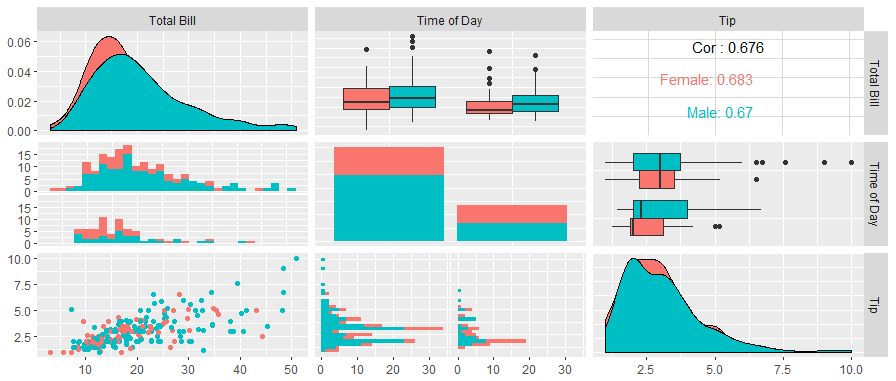 Total Bill
Time of Day
Tip
0.06
0.04
0.02
0.00
Cor : 0.676
Female: 0.683
Male: 0.67
Total Bill
15
10
5
0
15
10
5
0
Time of Day
10.0
7.5
5.0
2.5
Tip
10 20 30 40 50
0 10 20 30 0 10 20 30
2.5 5.0 7.5 10.0